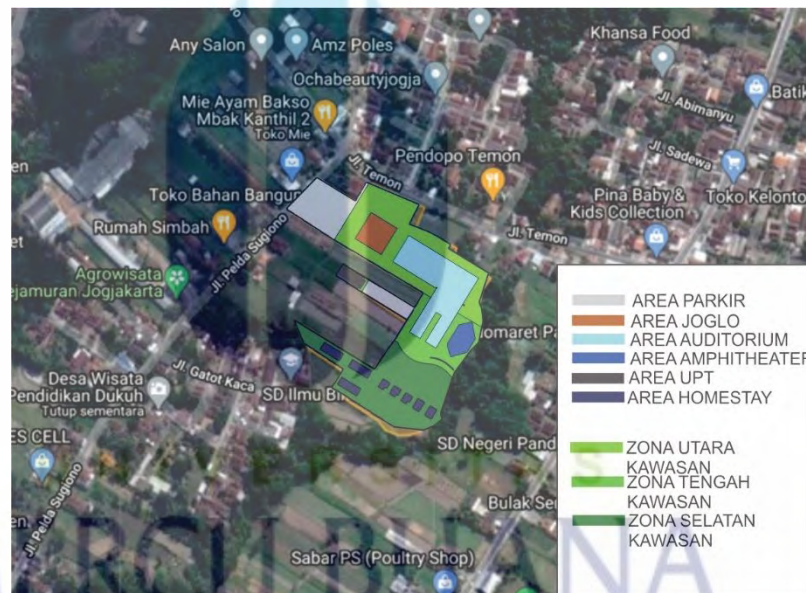 Any Salon
Amz Poles
Khansa Food
Ochabeautyjogja
Jl. Abimanyu
Batik
Mie Ayam Bakso
Mbak Kanthil 2
Toko Mie
Jl. Sadewa
Jl. Temon
Pendopo Temon
Toko Bahan Bangun
Pina Baby &
Kids Collection
Toko Kelonto
Rumah Simbah
Jl. Pelda Sugiono
Jl. Temon
Agrowisata
ejamuran Jogjakarta
omaret Pa
Jl. Gatot Kaca
Desa Wisata
Pendidikan Dukuh
Tutup sementara
SD Ilmu Bi
ES CELL
SD Negeri Pand
Jl. Pelda Sugiono
Bulak Se
Sabar PS (Poultry Shop)
AREA PARKIR
AREA JOGLO
AREA AUDITORIUM
AREA AMPHITHEATER
AREA UPT
AREA HOMESTAY
ZONA UTARA
KAWASAN
ZONA TENGAH
KAWASAN
ZONA SELATAN
KAWASAN